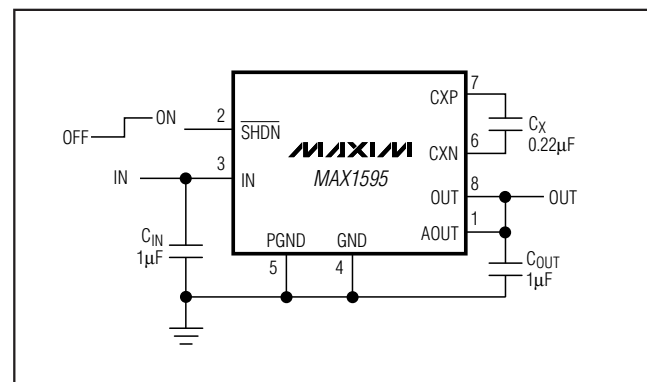 7
CXP
ON
2
OFF
SHDN
CX
0.22µF
MAXIM
6
CXN
3
IN
IN
MAX1595
8
OUT
OUT
1
AOUT
CIN
1µF
PGND
GND
5
4
COUT
1µF